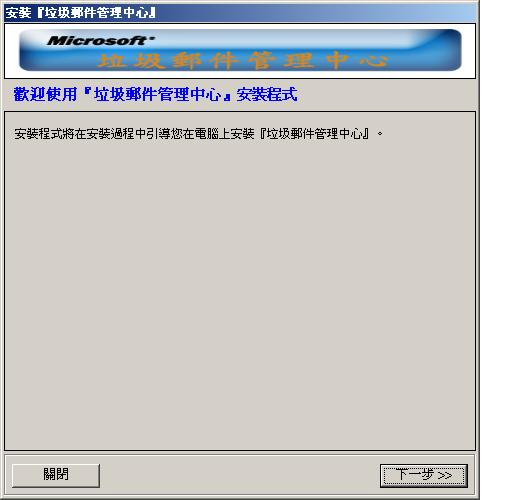 安裝『垃圾郵件管理中心』
Microsoft
垃圾郵件管理中心
歡迎使用『垃圾郵件管理中心』安裝程式
安裝程式將在安裝過程中引導您在電腦上安裝『垃圾郵件管理中心』。
關閉
下一步 >>